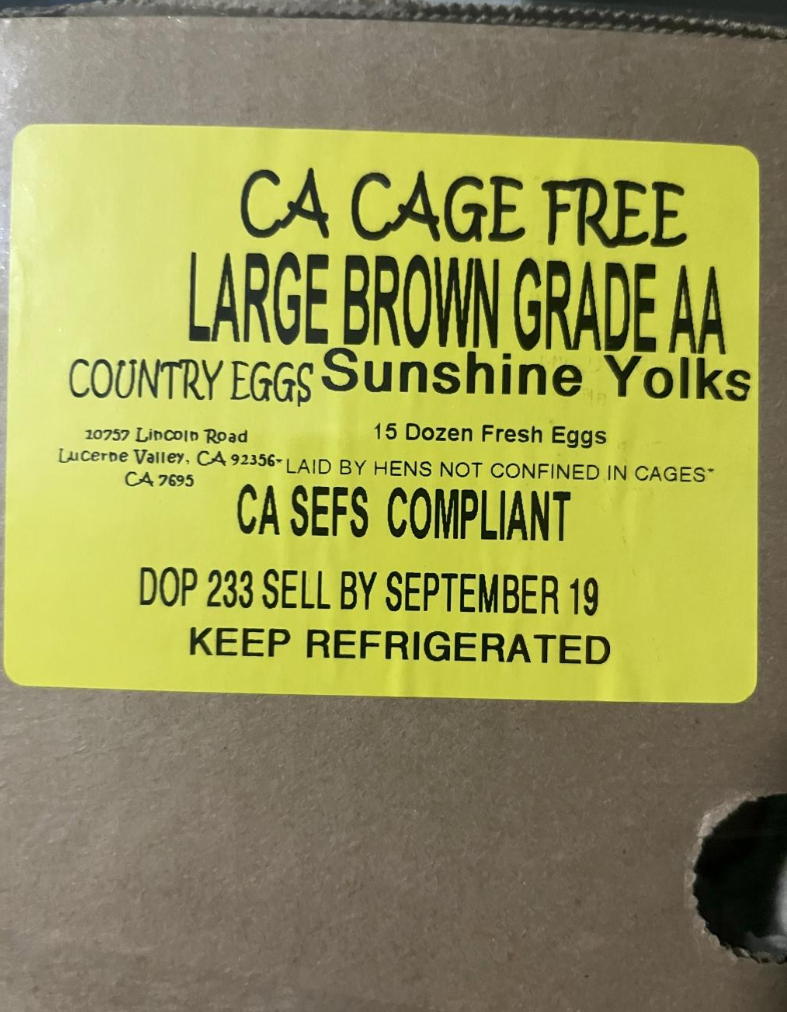 CA CAGE FREE
LARGE BROWN GRADE AA
COUNTRY EGGS Sunshine Yolks
10757 Lincoln Road
Lucerne Valley, CA 92356
CA 7695
15 Dozen Fresh Eggs
"LAID BY HENS NOT CONFINED IN CAGES"
CA SEFS COMPLIANT
DOP 233 SELL BY SEPTEMBER 19
KEEP REFRIGERATED